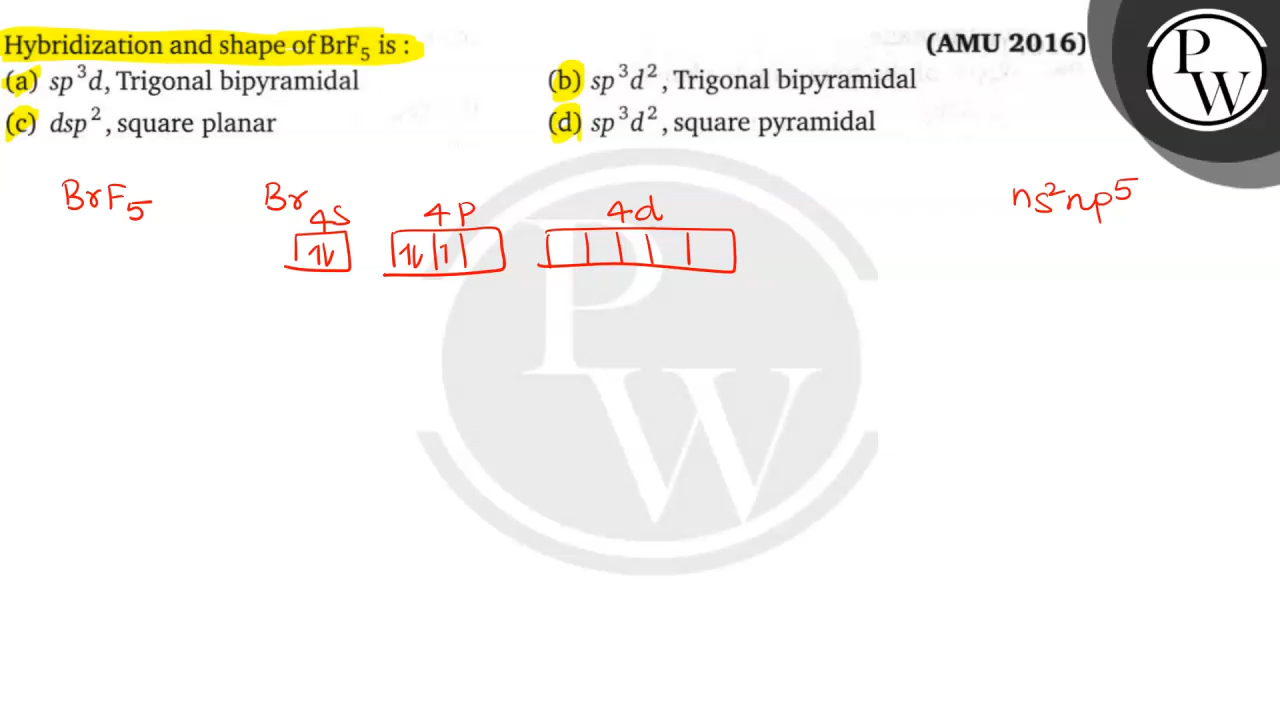 Hybridization and shape of BrF₅ is : (AMU 2016)
(a) sp³d, Trigonal bipyramidal (b) sp³d², Trigonal bipyramidal
(c) dsp², square planar (d) sp³d², square pyramidal
P
W
BrF₅ Br ns²np⁵
4s 4p 4d
P
W